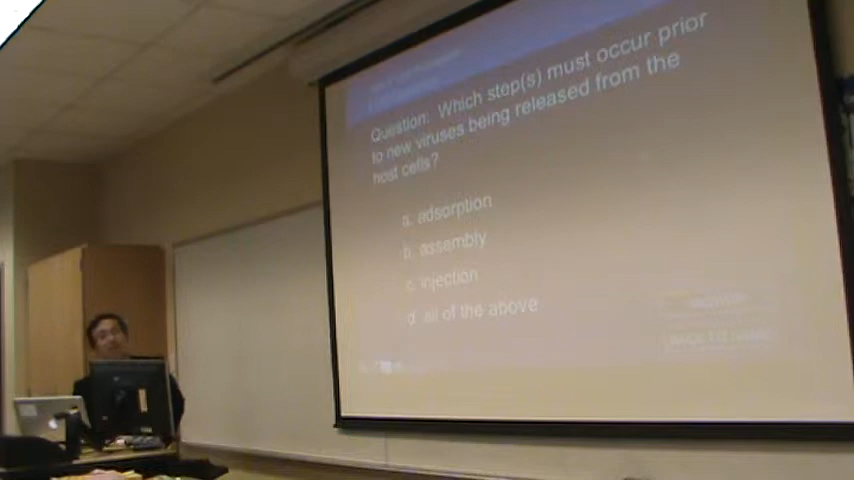 Question: Which step(s) must occur prior
to new viruses being released from the
host cells?
a. adsorption
b. assembly
c. injection
d. all of the above